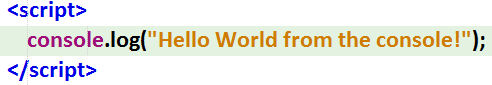 <script>
console.log("Hello World from the console!");
</script>